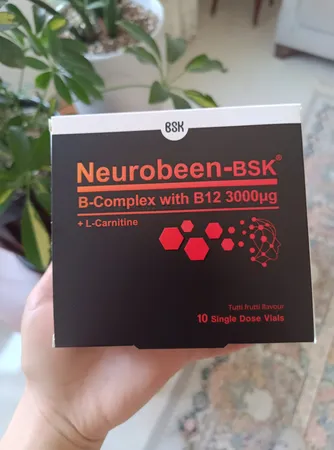 BSK
Neurobeen-BSK®
B-Complex with B12 3000µg
+ L-Carnitine
Tutti frutti flavour
10 Single Dose Vials